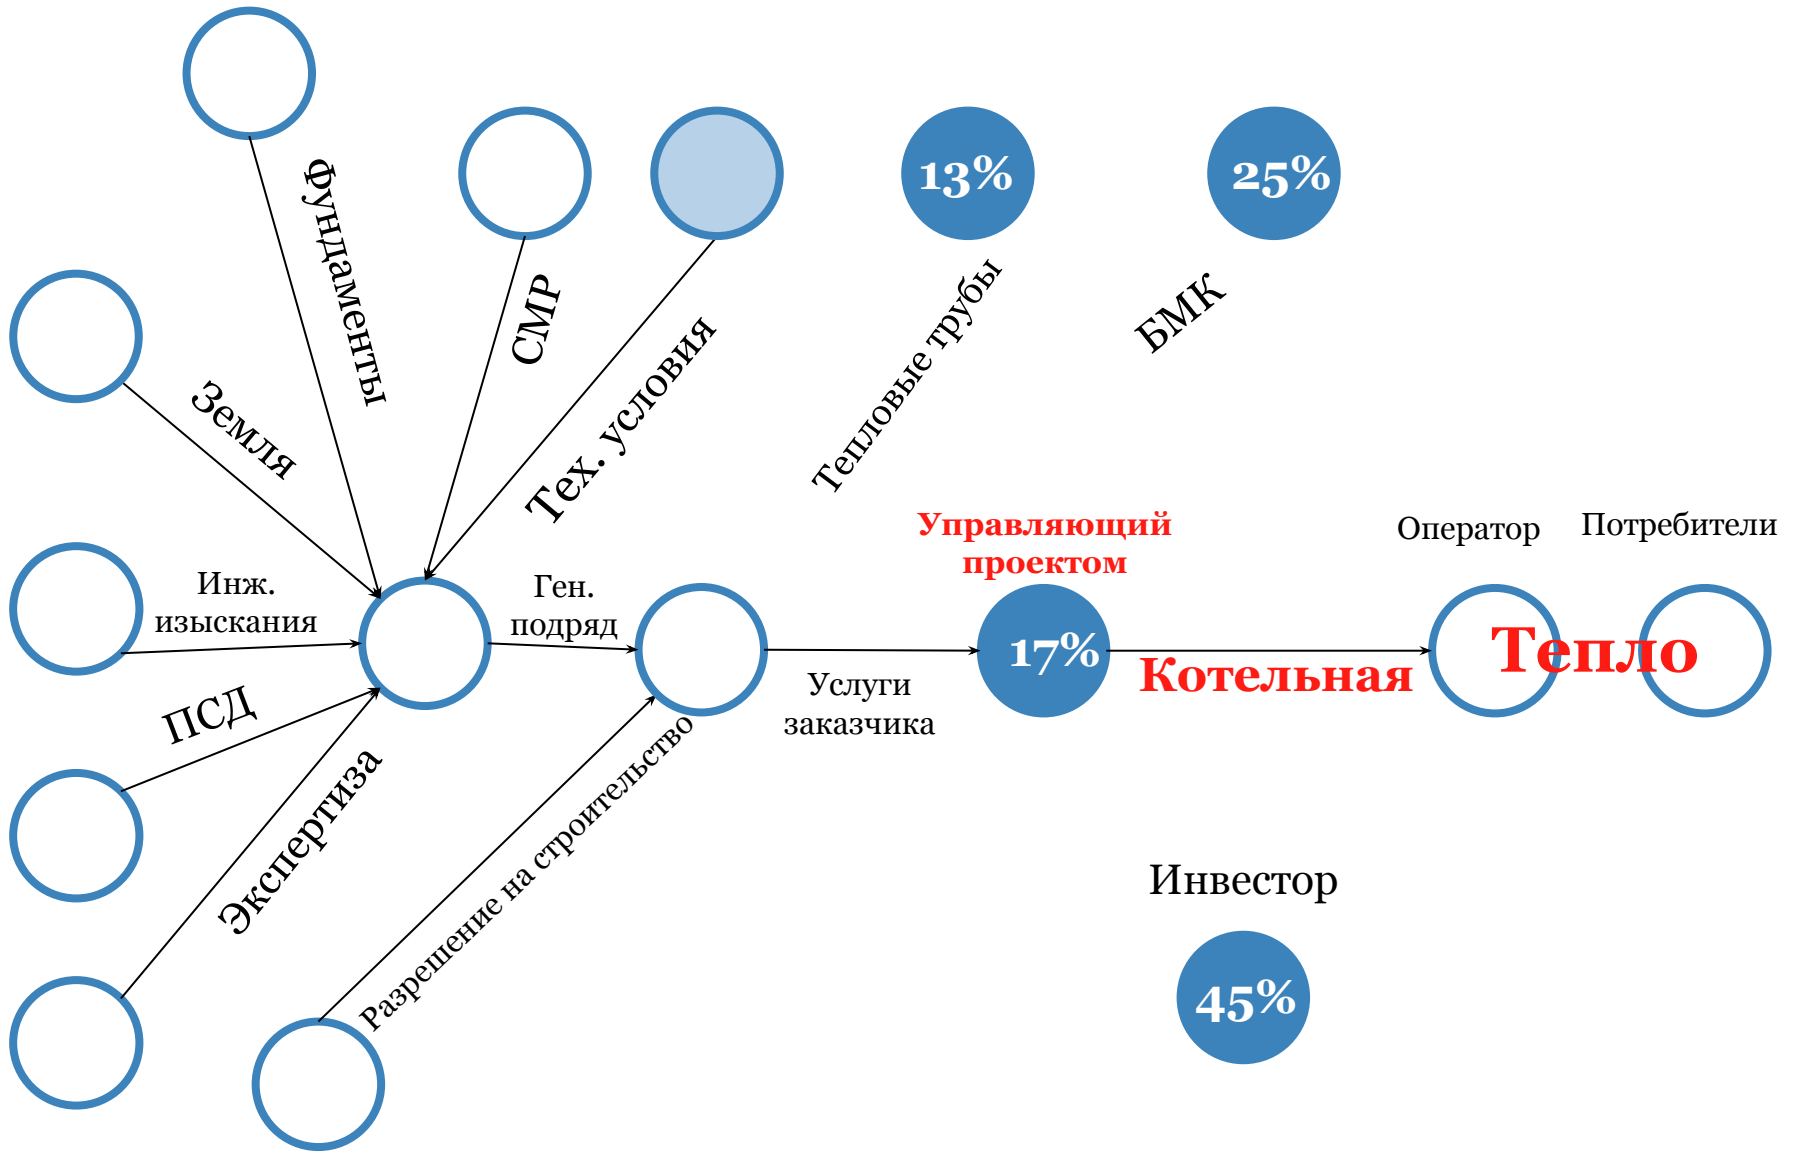 13%
25%
Фундаменты
СМР
Тепловые трубы
БМК
Тех. условия
Земля
Управляющий
проектом
Оператор
Потребители
Инж.
изыскания
Ген.
подряд
17%
Котельная
Тепло
Услуги
заказчика
ПСД
Экспертиза
Разрешение на строительство
Инвестор
45%